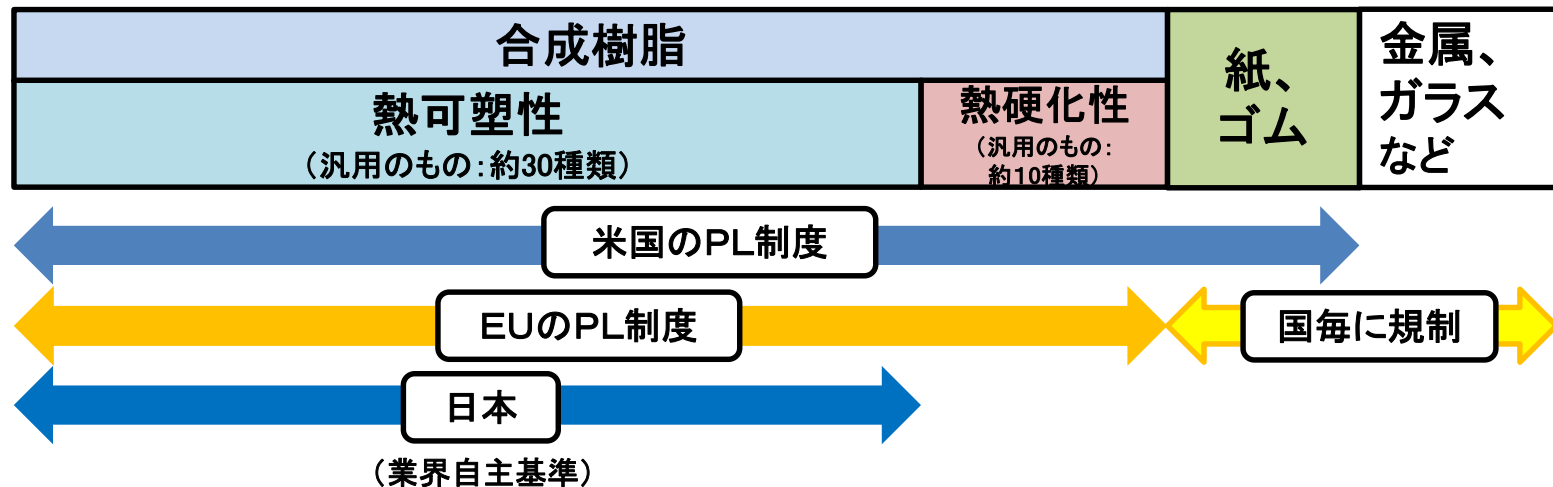 合成樹脂
熱可塑性
（汎用のもの：約30種類）
熱硬化性
（汎用のもの：
約10種類）
紙、
ゴム
金属、
ガラス
など
米国のPL制度
EUのPL制度
国毎に規制
日本
（業界自主基準）